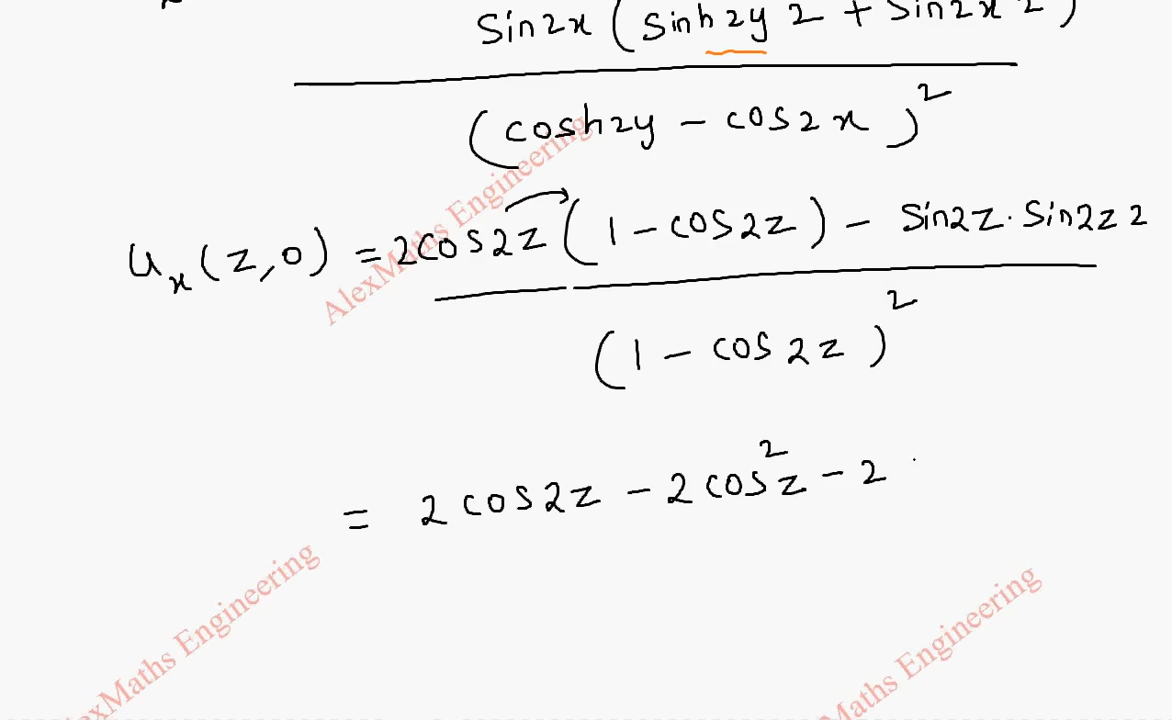 Sin2x (Sinh2y 2 + Sin2x 2)
(cosh2y - cos2x)²
uₓ(z,0) = 2cos2z(1-cos2z) - Sin2z·Sin2z 2
(1 - cos2z)²
= 2cos2z - 2cos²z - 2
AlexMaths Engineering
AlexMaths Engineering
AlexMaths Engineering